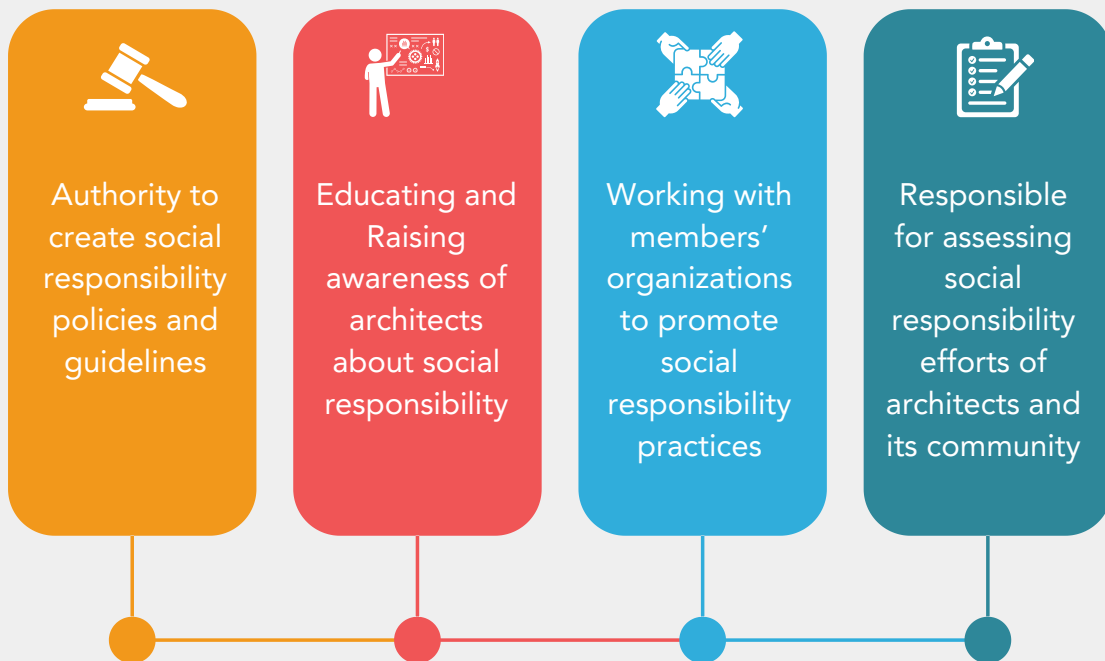 Authority to
create social
responsibility
policies and
guidelines
Educating and
Raising
awareness of
architects
about social
responsibility
Working with
members’
organizations
to promote
social
responsibility
practices
Responsible
for assessing
social
responsibility
efforts of
architects and
its community